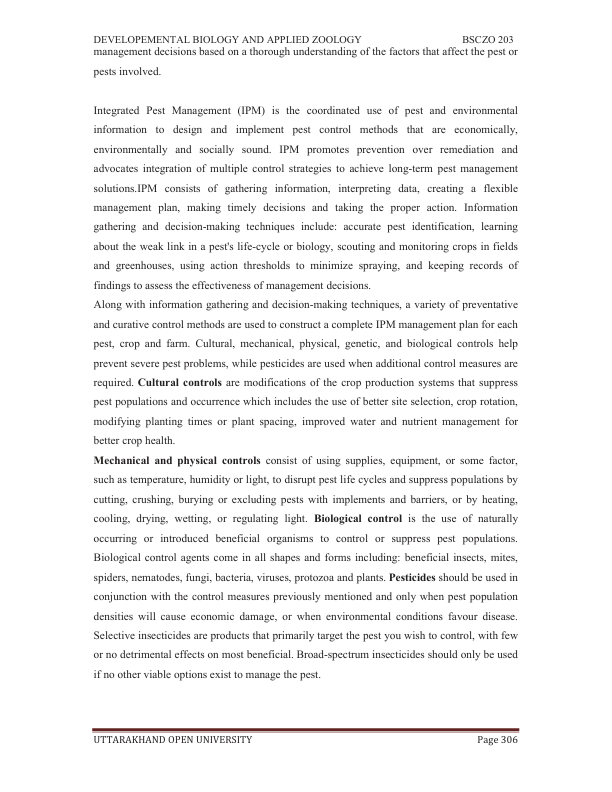 DEVELOPEMENTAL BIOLOGY AND APPLIED ZOOLOGY BSCZO 203
management decisions based on a thorough understanding of the factors that affect the pest or
pests involved.
Integrated Pest Management (IPM) is the coordinated use of pest and environmental
information to design and implement pest control methods that are economically,
environmentally and socially sound. IPM promotes prevention over remediation and
advocates integration of multiple control strategies to achieve long-term pest management
solutions.IPM consists of gathering information, interpreting data, creating a flexible
management plan, making timely decisions and taking the proper action. Information
gathering and decision-making techniques include: accurate pest identification, learning
about the weak link in a pest's life-cycle or biology, scouting and monitoring crops in fields
and greenhouses, using action thresholds to minimize spraying, and keeping records of
findings to assess the effectiveness of management decisions.
Along with information gathering and decision-making techniques, a variety of preventative
and curative control methods are used to construct a complete IPM management plan for each
pest, crop and farm. Cultural, mechanical, physical, genetic, and biological controls help
prevent severe pest problems, while pesticides are used when additional control measures are
required. Cultural controls are modifications of the crop production systems that suppress
pest populations and occurrence which includes the use of better site selection, crop rotation,
modifying planting times or plant spacing, improved water and nutrient management for
better crop health.
Mechanical and physical controls consist of using supplies, equipment, or some factor,
such as temperature, humidity or light, to disrupt pest life cycles and suppress populations by
cutting, crushing, burying or excluding pests with implements and barriers, or by heating,
cooling, drying, wetting, or regulating light. Biological control is the use of naturally
occurring or introduced beneficial organisms to control or suppress pest populations.
Biological control agents come in all shapes and forms including: beneficial insects, mites,
spiders, nematodes, fungi, bacteria, viruses, protozoa and plants. Pesticides should be used in
conjunction with the control measures previously mentioned and only when pest population
densities will cause economic damage, or when environmental conditions favour disease.
Selective insecticides are products that primarily target the pest you wish to control, with few
or no detrimental effects on most beneficial. Broad-spectrum insecticides should only be used
if no other viable options exist to manage the pest.
UTTARAKHAND OPEN UNIVERSITY Page 306